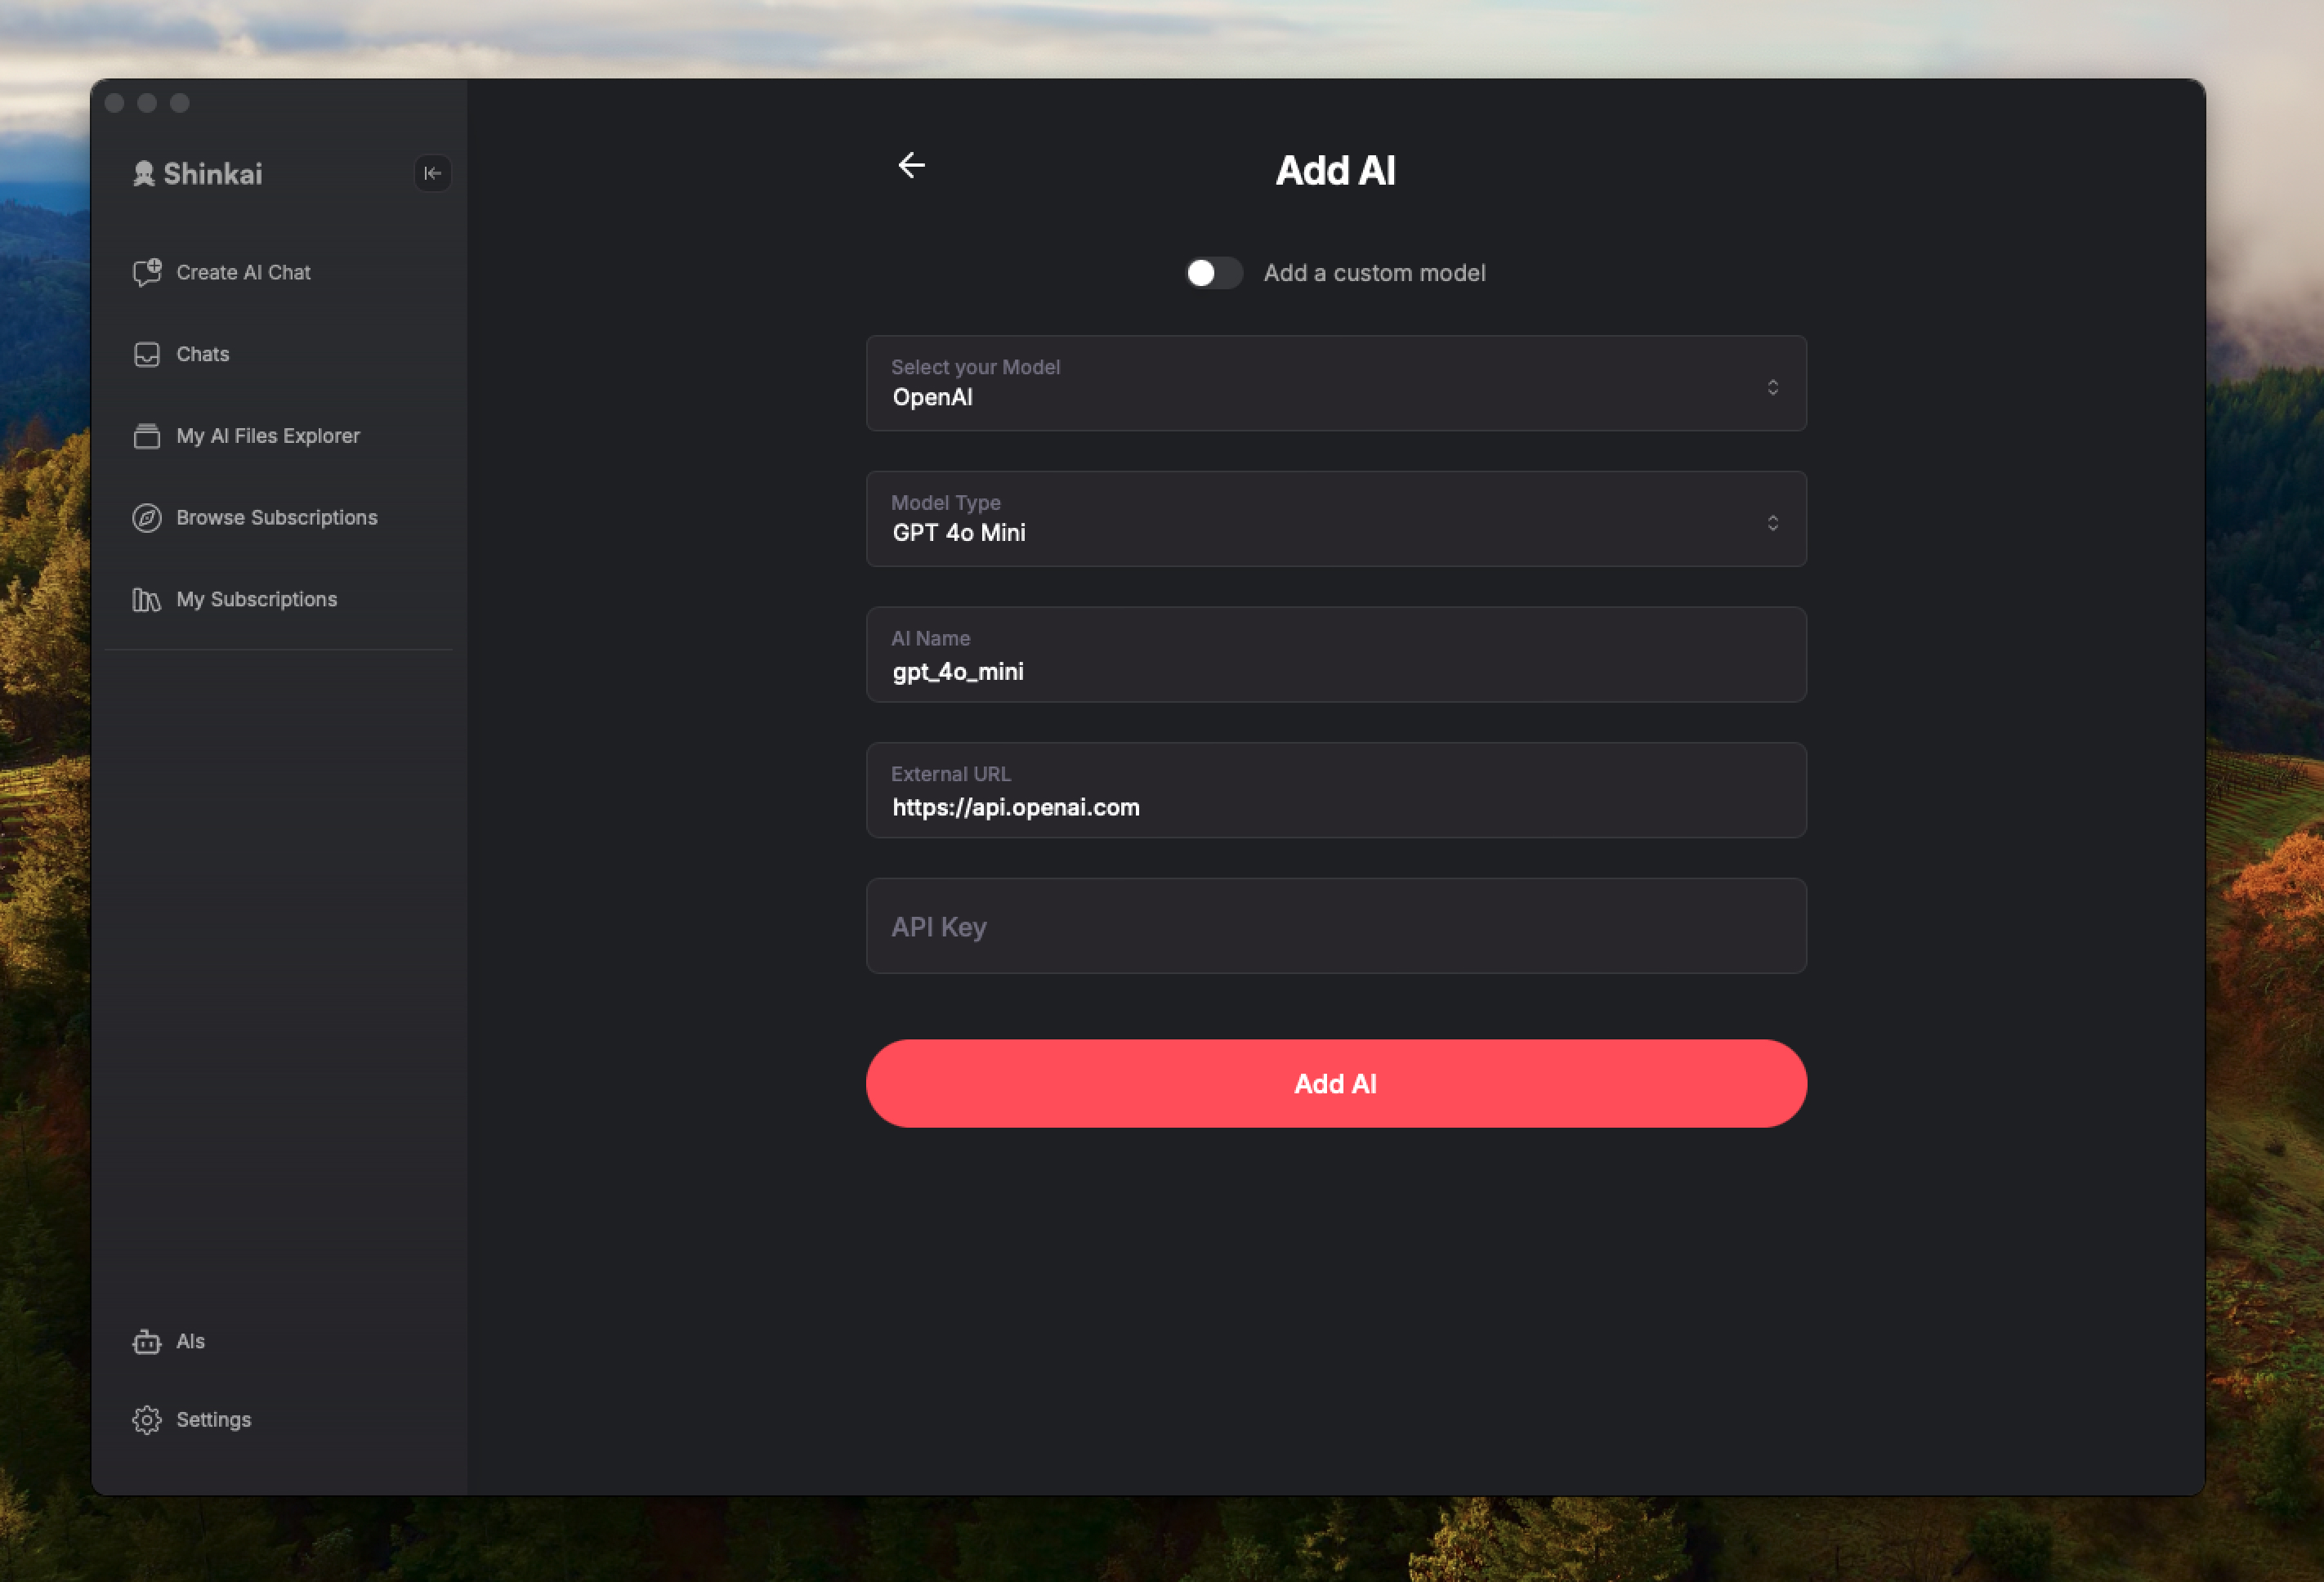 Shinkai
Create AI Chat
Chats
My AI Files Explorer
Browse Subscriptions
My Subscriptions
AIs
Settings
Add AI
Add a custom model
Select your Model
OpenAI
Model Type
GPT 4o Mini
AI Name
gpt_4o_mini
External URL
https://api.openai.com
API Key
Add AI